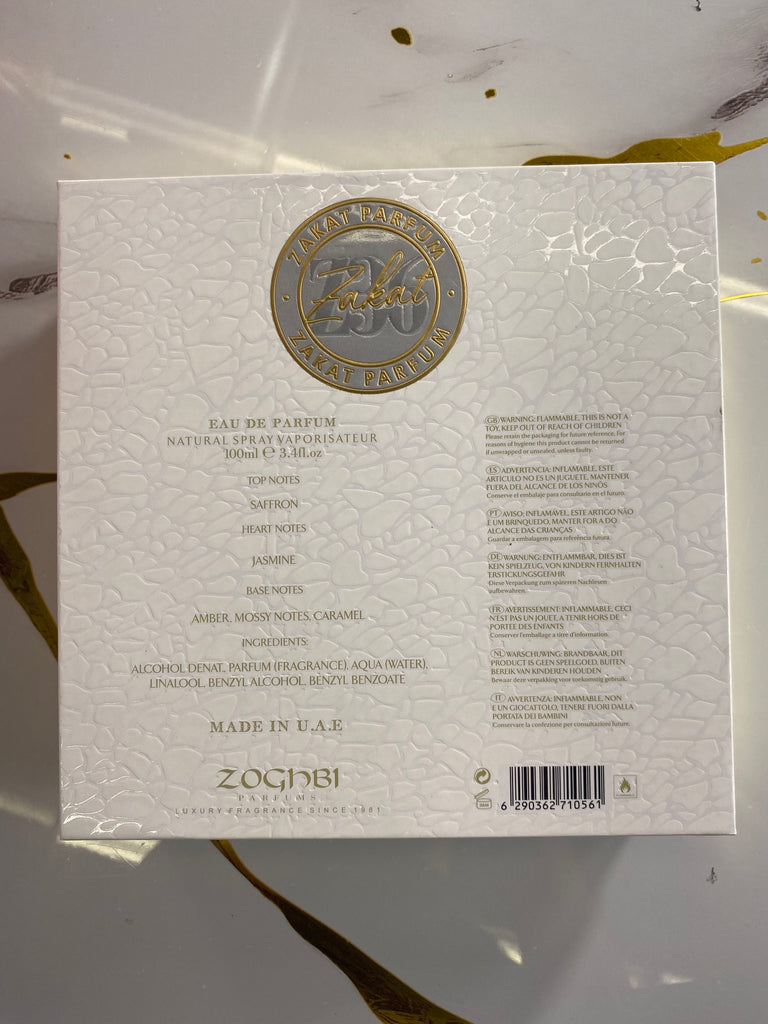 ZAKAT PARFUM
Zakat
ZAKAT PARFUM
EAU DE PARFUM
NATURAL SPRAY VAPORISATEUR
100ml ℮ 3.4fl.oz
TOP NOTES
SAFFRON
HEART NOTES
JASMINE
BASE NOTES
AMBER, MOSSY NOTES, CARAMEL
INGREDIENTS:
ALCOHOL DENAT, PARFUM (FRAGRANCE), AQUA (WATER),
LINALOOL, BENZYL ALCOHOL, BENZYL BENZOATE
MADE IN U.A.E
ZOGHBI
PARFUMS
LUXURY FRAGRANCE SINCE 1981
GB WARNING: FLAMMABLE, THIS IS NOT A
TOY, KEEP OUT OF REACH OF CHILDREN
Please retain the packaging for future reference, For
reasons of hygiene this product cannot be returned
if unwrapped or unsealed, unless faulty.
ES ADVERTENCIA: INFLAMABLE, ESTE
ARTICULO NO ES UN JUGUETE, MANTENER
FUERA DEL ALCANCE DE LOS NINÓS
Conserve el embalaje para consultarlo en el futuro.
PT AVISO: INFLAMÁVEL, ESTE ARTIGO NÃO
E UM BRINQUEDO, MANTER FOR A DO
ALCANCE DAS CRIANÇAS
Guardar a embalagem para referência futura.
DE WARNUNG: ENTFLAMMBAR, DIES IST
KEIN SPIELZEUG, VON KINDERN FERNHALTEN
ERSTICKUNGSGEFAHR
Diese Verpackung zum späteren Nachlesen
aufbewahren.
FR AVERTISSEMENT: INFLAMMABLE, CECI
N'EST PAS UN JOUET, A TENIR HORS DE
PORTEE DES ENFANTS
Conserver l'emballage a titre d'information.
NL WARSCHUWING: BRANDBAAR, DIT
PRODUCT IS GEEN SPEELGOED, BUITEN
BEREIK VAN KINDEREN HOUDEN
Bewaar deze verpakking voor toekomstig gebruik.
IT AVVERTENZA: INFIAMMABLE, NON
E UN GIOCATTOLO, TENERE FUORI DALLA
PORTATA DEI BAMBINI
Conservare la confezione per consultazioni future.
6 290362 710561